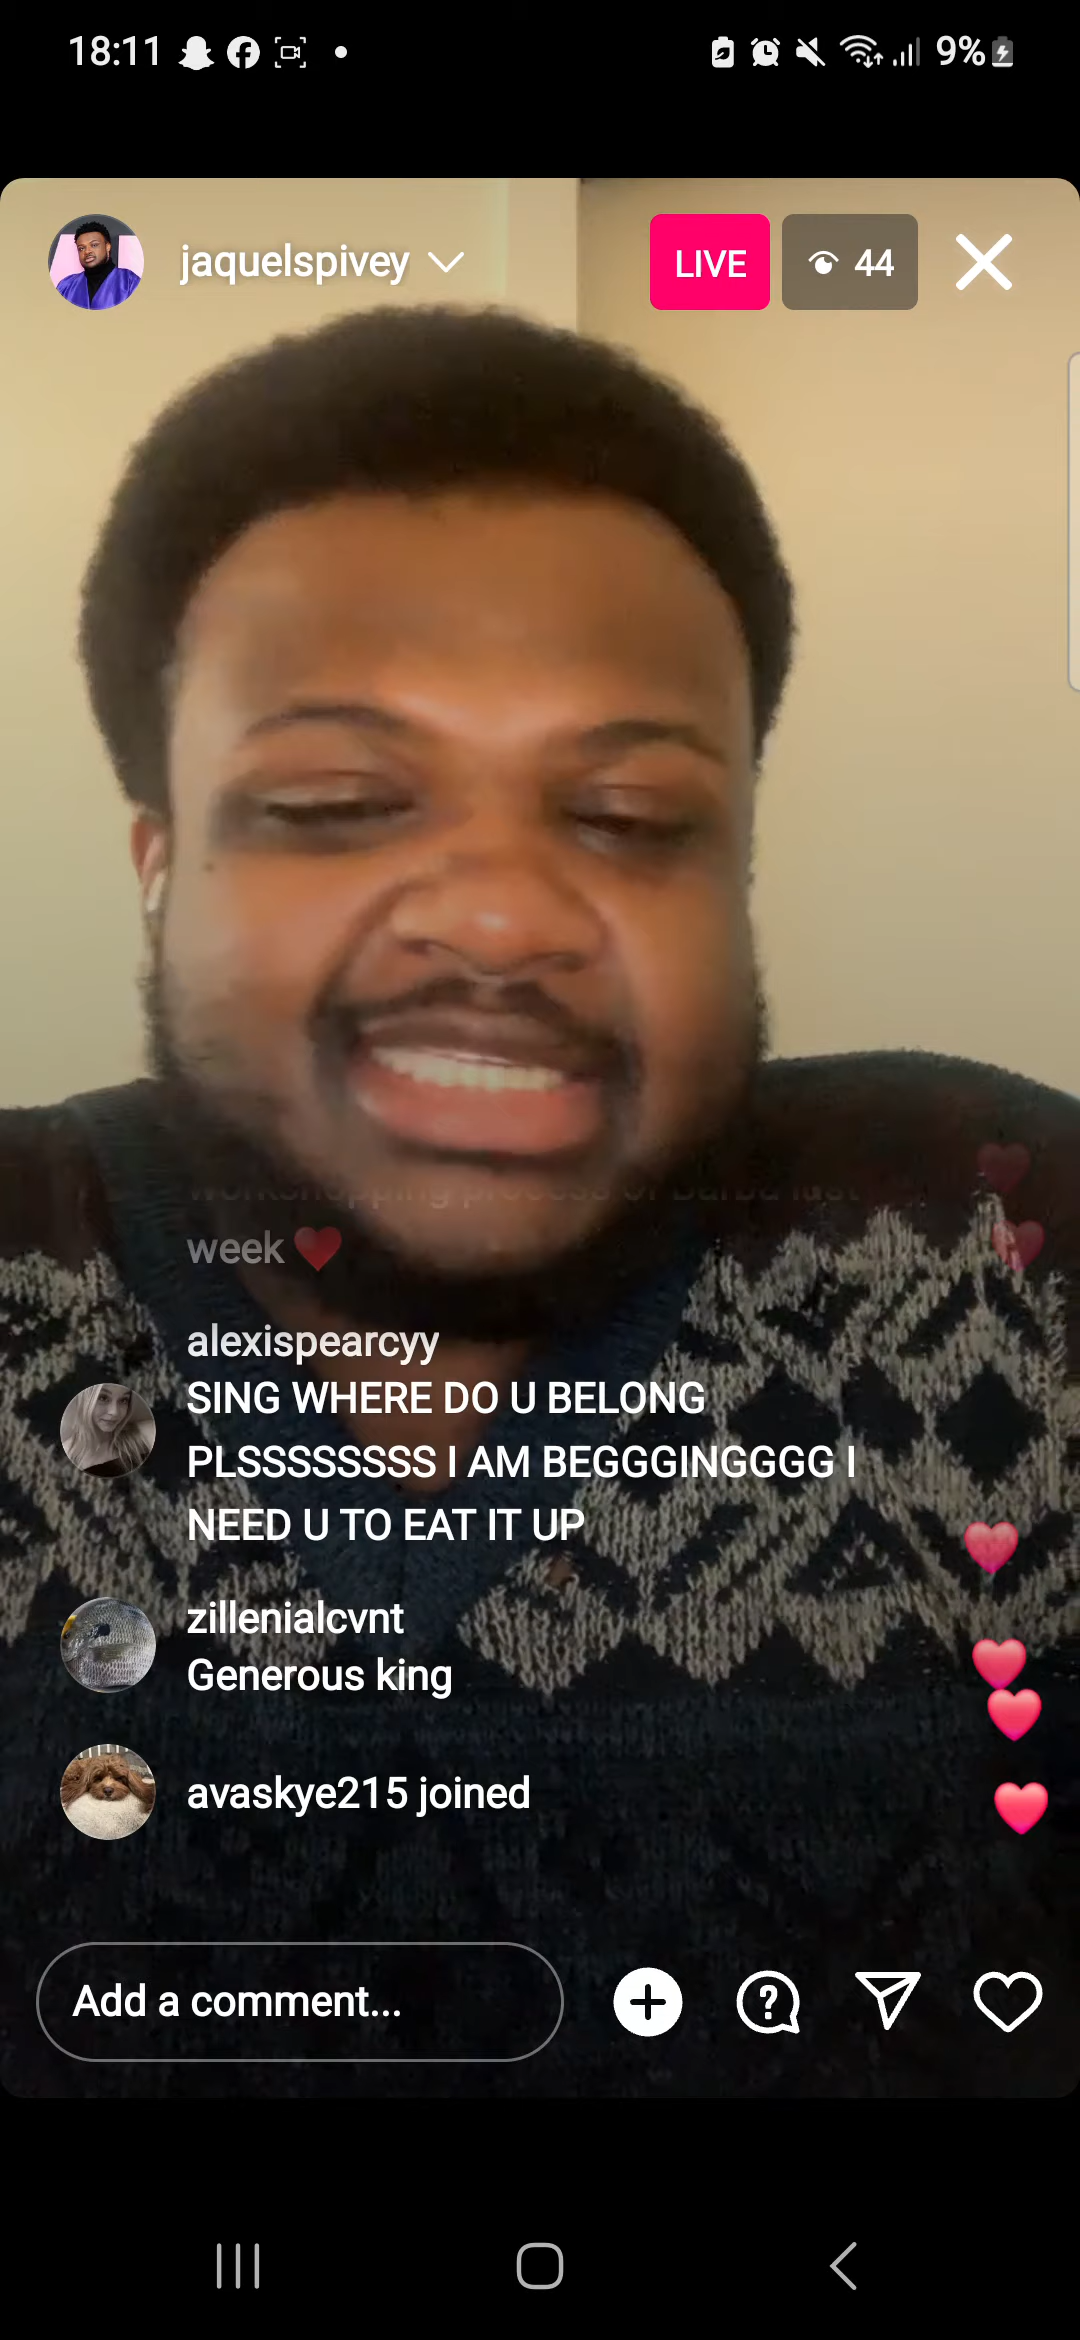 18:11
9%
jaquelspivey
LIVE
44
week
alexispearcyy
SING WHERE DO U BELONG
PLSSSSSSSS I AM BEGGGINGGGG I
NEED U TO EAT IT UP
zillenialcvnt
Generous king
avaskye215 joined
Add a comment...